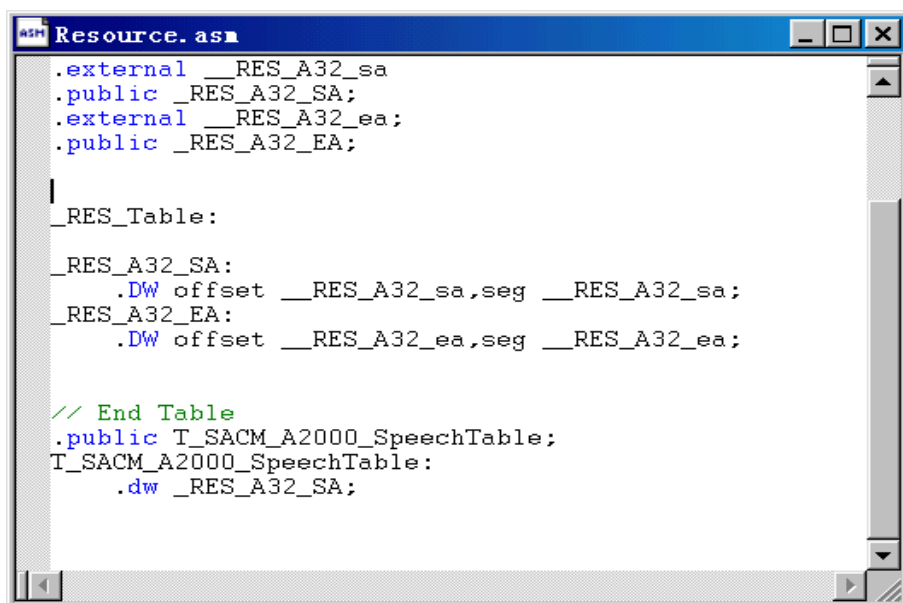 ASM Resource.asm
.external __RES_A32_sa
.public _RES_A32_SA;
.external __RES_A32_ea;
.public _RES_A32_EA;
_RES_Table:
_RES_A32_SA:
.DW offset __RES_A32_sa,seg __RES_A32_sa;
_RES_A32_EA:
.DW offset __RES_A32_ea,seg __RES_A32_ea;
// End Table
.public T_SACM_A2000_SpeechTable;
T_SACM_A2000_SpeechTable:
.dw _RES_A32_SA;